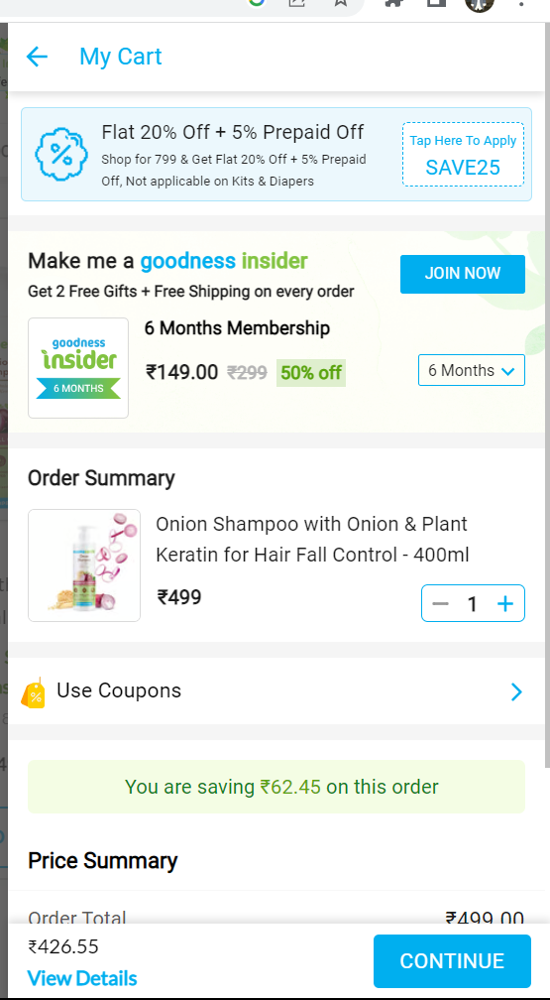 My Cart
Flat 20% Off + 5% Prepaid Off
Shop for 799 & Get Flat 20% Off + 5% Prepaid
Off, Not applicable on Kits & Diapers
Tap Here To Apply
SAVE25
Make me a goodness insider
Get 2 Free Gifts + Free Shipping on every order
JOIN NOW
goodness
insider
6 MONTHS
6 Months Membership
₹149.00 ₹299 50% off
6 Months
Order Summary
Onion Shampoo with Onion & Plant
Keratin for Hair Fall Control - 400ml
₹499
1
Use Coupons
You are saving ₹62.45 on this order
Price Summary
Order Total ₹499.00
₹426.55
View Details
CONTINUE